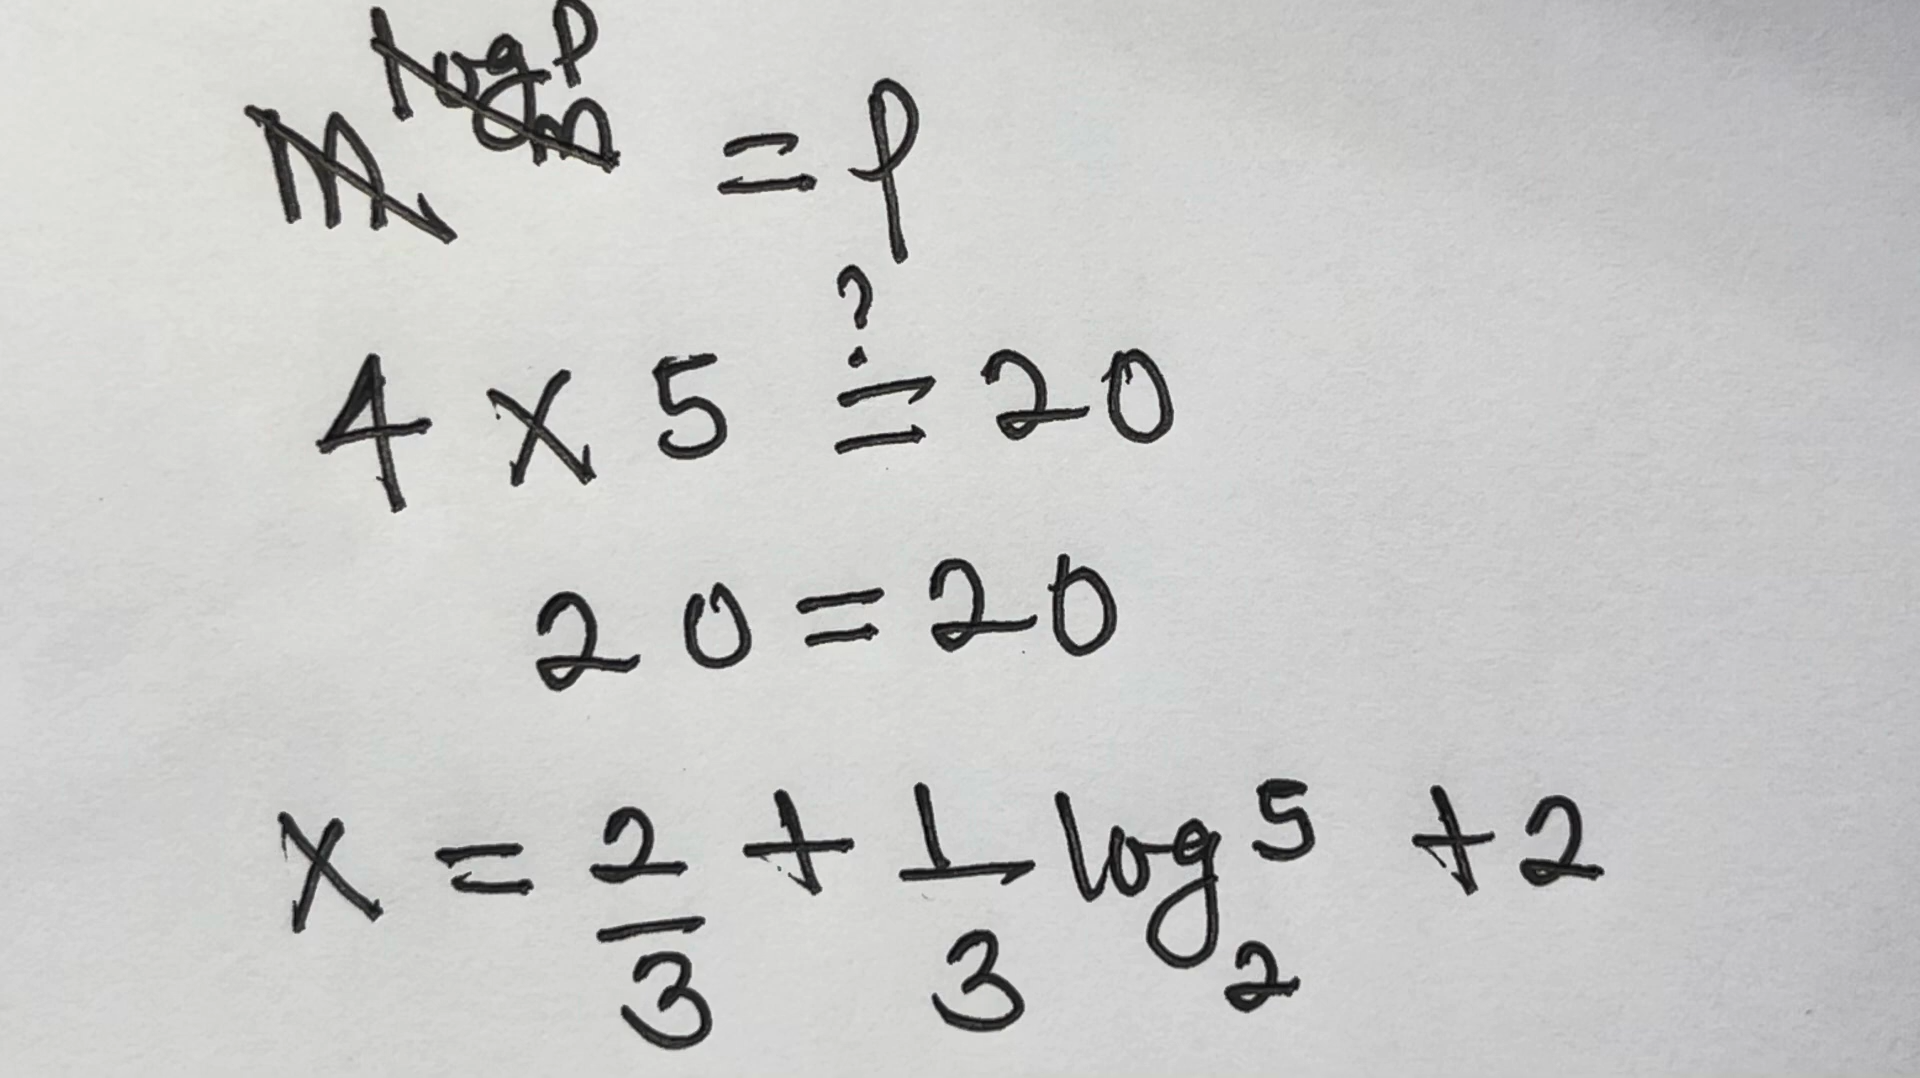 m^{log_m^p} = p
4 × 5 ≟ 20
20 = 20
x = 2/3 + 1/3 log_2^5 + 2